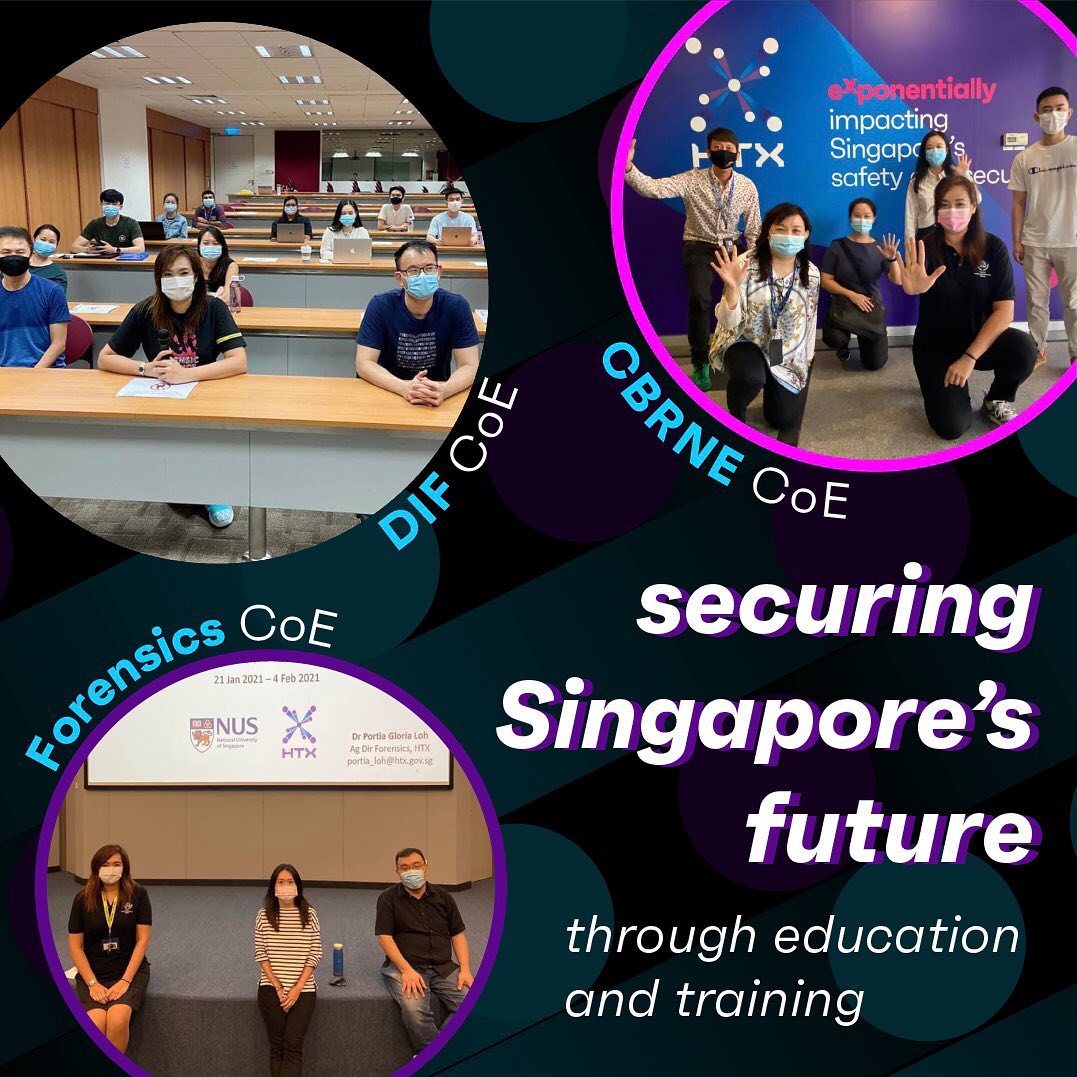 HTX
exponentially
impacting
Singapore's
safety
secu
Champion
DIF CoE
CBRNE CoE
Forensics CoE
21 Jan 2021 – 4 Feb 2021
NUS
National University
of Singapore
HTX
Dr Portia Gloria Loh
Ag Dir Forensics, HTX
portia_loh@htx.gov.sg
securing
Singapore's
future
through education
and training